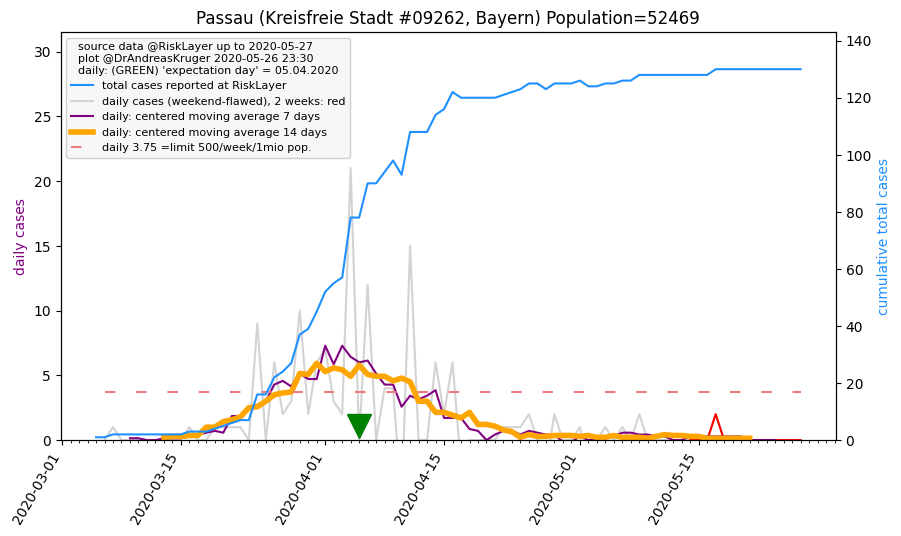 Passau (Kreisfreie Stadt #09262, Bayern) Population=52469
source data @RiskLayer up to 2020-05-27
plot @DrAndreasKruger 2020-05-26 23:30
daily: (GREEN) 'expectation day' = 05.04.2020
total cases reported at RiskLayer
daily cases (weekend-flawed), 2 weeks: red
daily: centered moving average 7 days
daily: centered moving average 14 days
daily 3.75 =limit 500/week/1mio pop.
daily cases
30
25
20
15
10
5
0
cumulative total cases
140
120
100
80
60
40
20
0
2020-03-01
2020-03-15
2020-04-01
2020-04-15
2020-05-01
2020-05-15